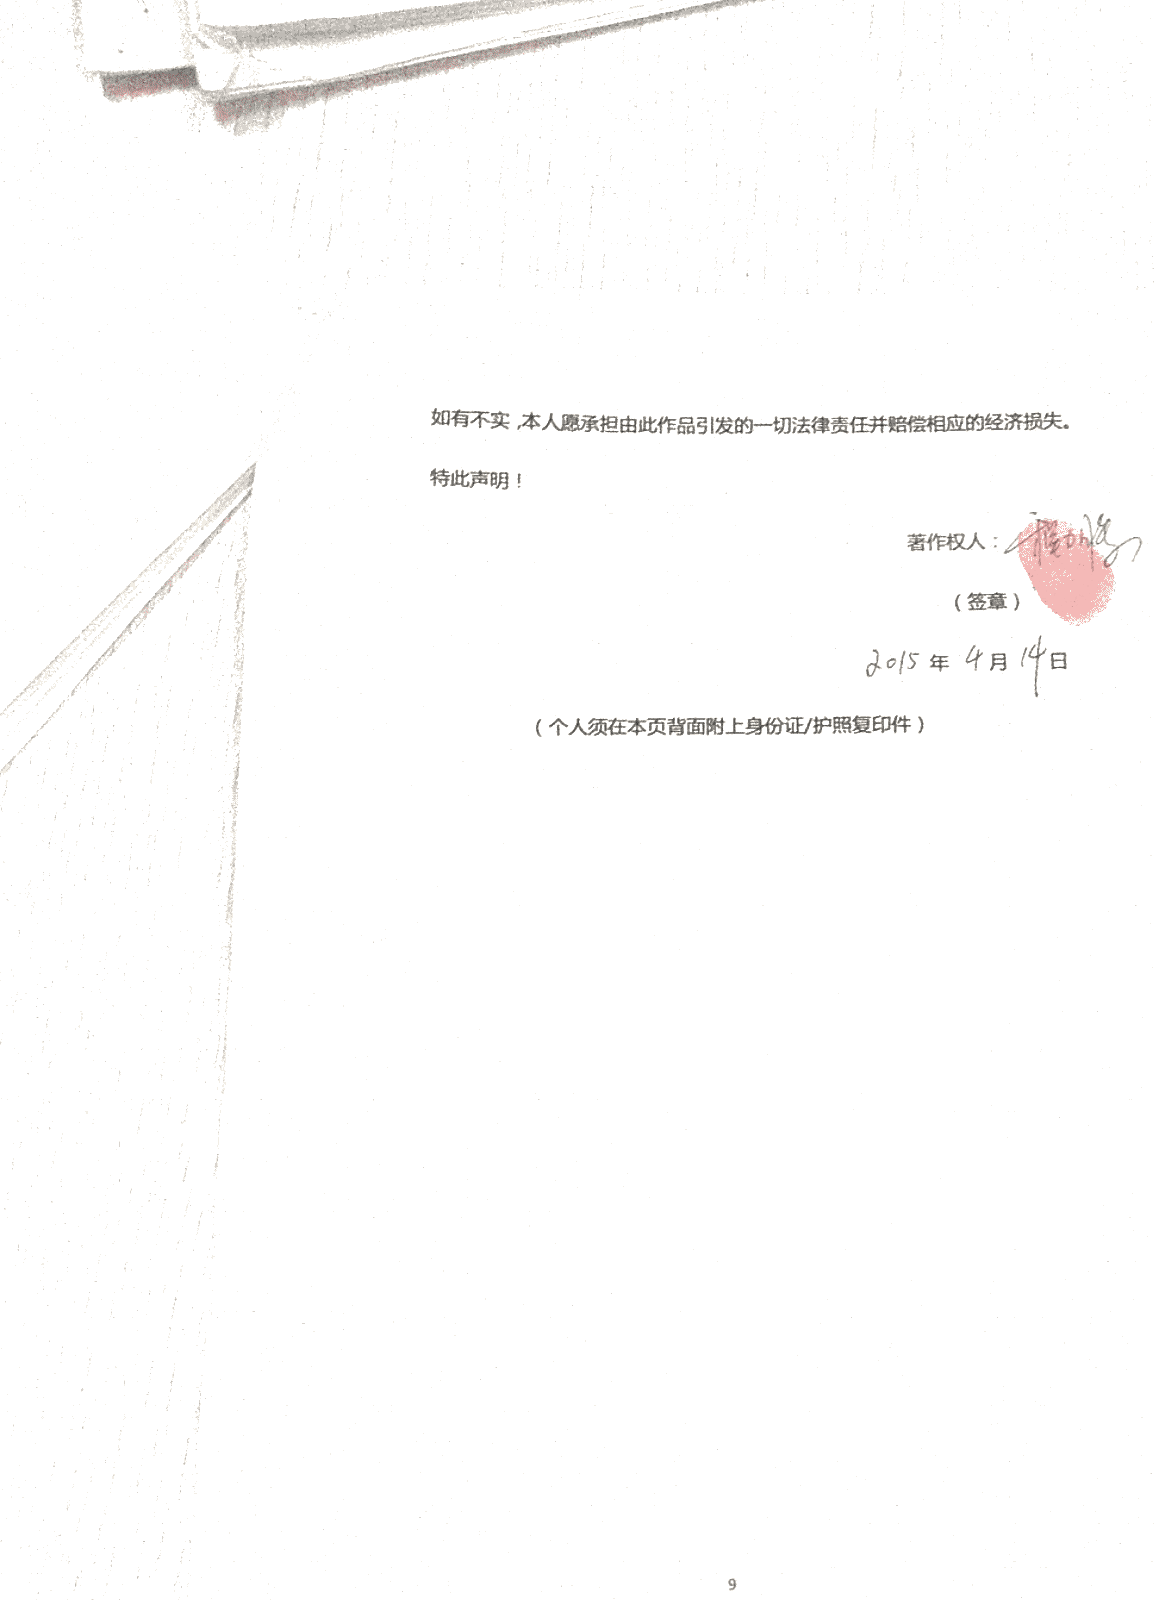 如有不实，本人愿承担由此作品引发的一切法律责任并赔偿相应的经济损失。
特此声明！
著作权人：
（签章）
2015 年 4 月 14 日
（个人须在本页背面附上身份证/护照复印件）
9